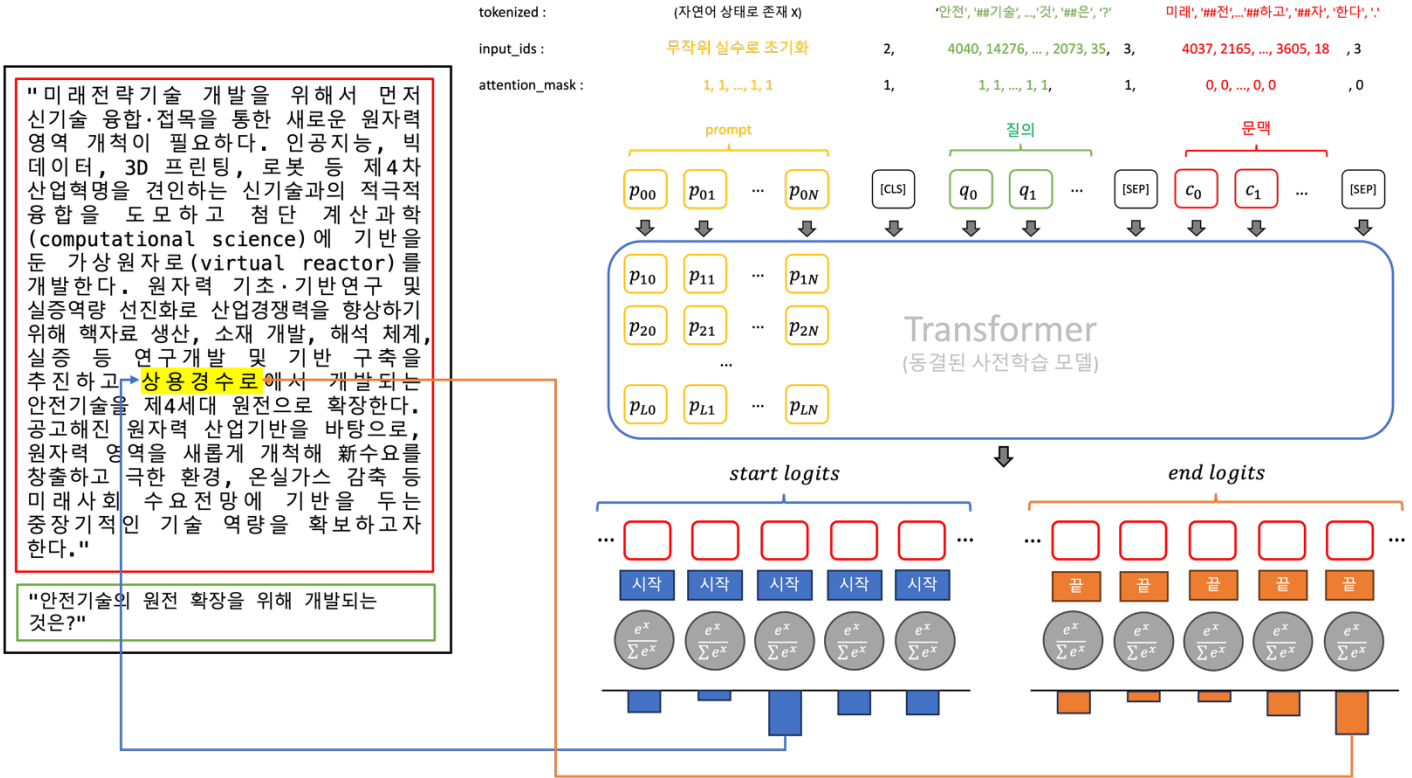 tokenized : (자연어 상태로 존재 X) '안전', '##기술', ...,'것', '##은', '?' 미래', '##전',...'##하고', '##자', '한다', '.'
input_ids : 무작위 실수로 초기화 2, 4040, 14276, ... , 2073, 35, 3, 4037, 2165, ..., 3605, 18 , 3
attention_mask : 1, 1, ..., 1, 1 1, 1, 1, ..., 1, 1, 1, 0, 0, ..., 0, 0 , 0
"미래전략기술 개발을 위해서 먼저
신기술 융합·접목을 통한 새로운 원자력
영역 개척이 필요하다. 인공지능, 빅
데이터, 3D 프린팅, 로봇 등 제4차
산업혁명을 견인하는 신기술과의 적극적
융합을 도모하고 첨단 계산과학
(computational science)에 기반을
둔 가상원자로(virtual reactor)를
개발한다. 원자력 기초·기반연구 및
실증역량 선진화로 산업경쟁력을 향상하기
위해 핵자료 생산, 소재 개발, 해석 체계,
실증 등 연구개발 및 기반 구축을
추진하고 상용경수로에서 개발되는
안전기술을 제4세대 원전으로 확장한다.
공고해진 원자력 산업기반을 바탕으로,
원자력 영역을 새롭게 개척해 新수요를
창출하고 극한 환경, 온실가스 감축 등
미래사회 수요전망에 기반을 두는
중장기적인 기술 역량을 확보하고자
한다."
"안전기술의 원전 확장을 위해 개발되는
것은?"
prompt 질의 문맥
p00 p01 ... p0N [CLS] q0 q1 ... [SEP] c0 c1 ... [SEP]
p10 p11 ... p1N
p20 p21 ... p2N
...
pL0 pL1 ... pLN
Transformer
(동결된 사전학습 모델)
start logits end logits
... ... ... ...
시작 시작 시작 시작 시작 끝 끝 끝 끝 끝
e^x/∑e^x e^x/∑e^x e^x/∑e^x e^x/∑e^x e^x/∑e^x e^x/∑e^x e^x/∑e^x e^x/∑e^x e^x/∑e^x e^x/∑e^x